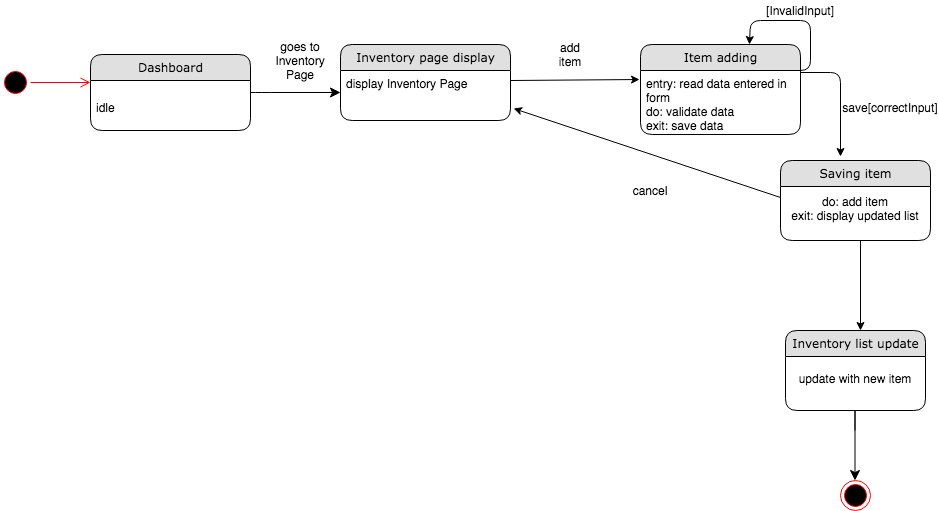 [InvalidInput]
goes to
Inventory
Page
add
item
Dashboard
idle
Inventory page display
display Inventory Page
Item adding
entry: read data entered in
form
do: validate data
exit: save data
save[correctInput]
cancel
Saving item
do: add item
exit: display updated list
Inventory list update
update with new item